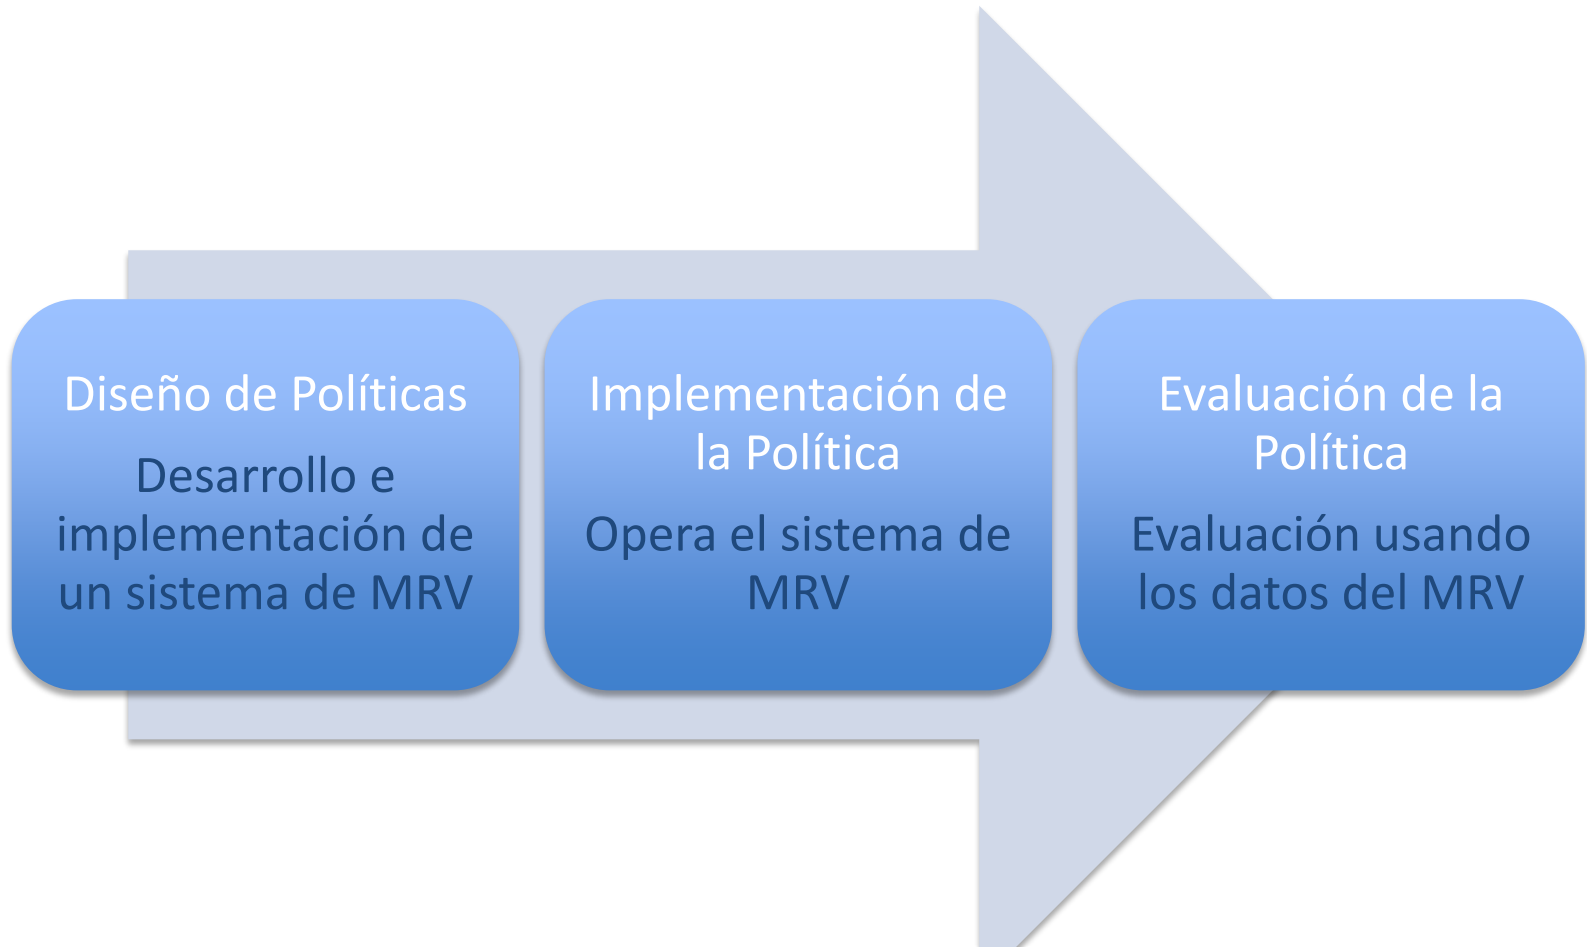 Diseño de Políticas
Desarrollo e
implementación de
un sistema de MRV
Implementación de
la Política
Opera el sistema de
MRV
Evaluación de la
Política
Evaluación usando
los datos del MRV